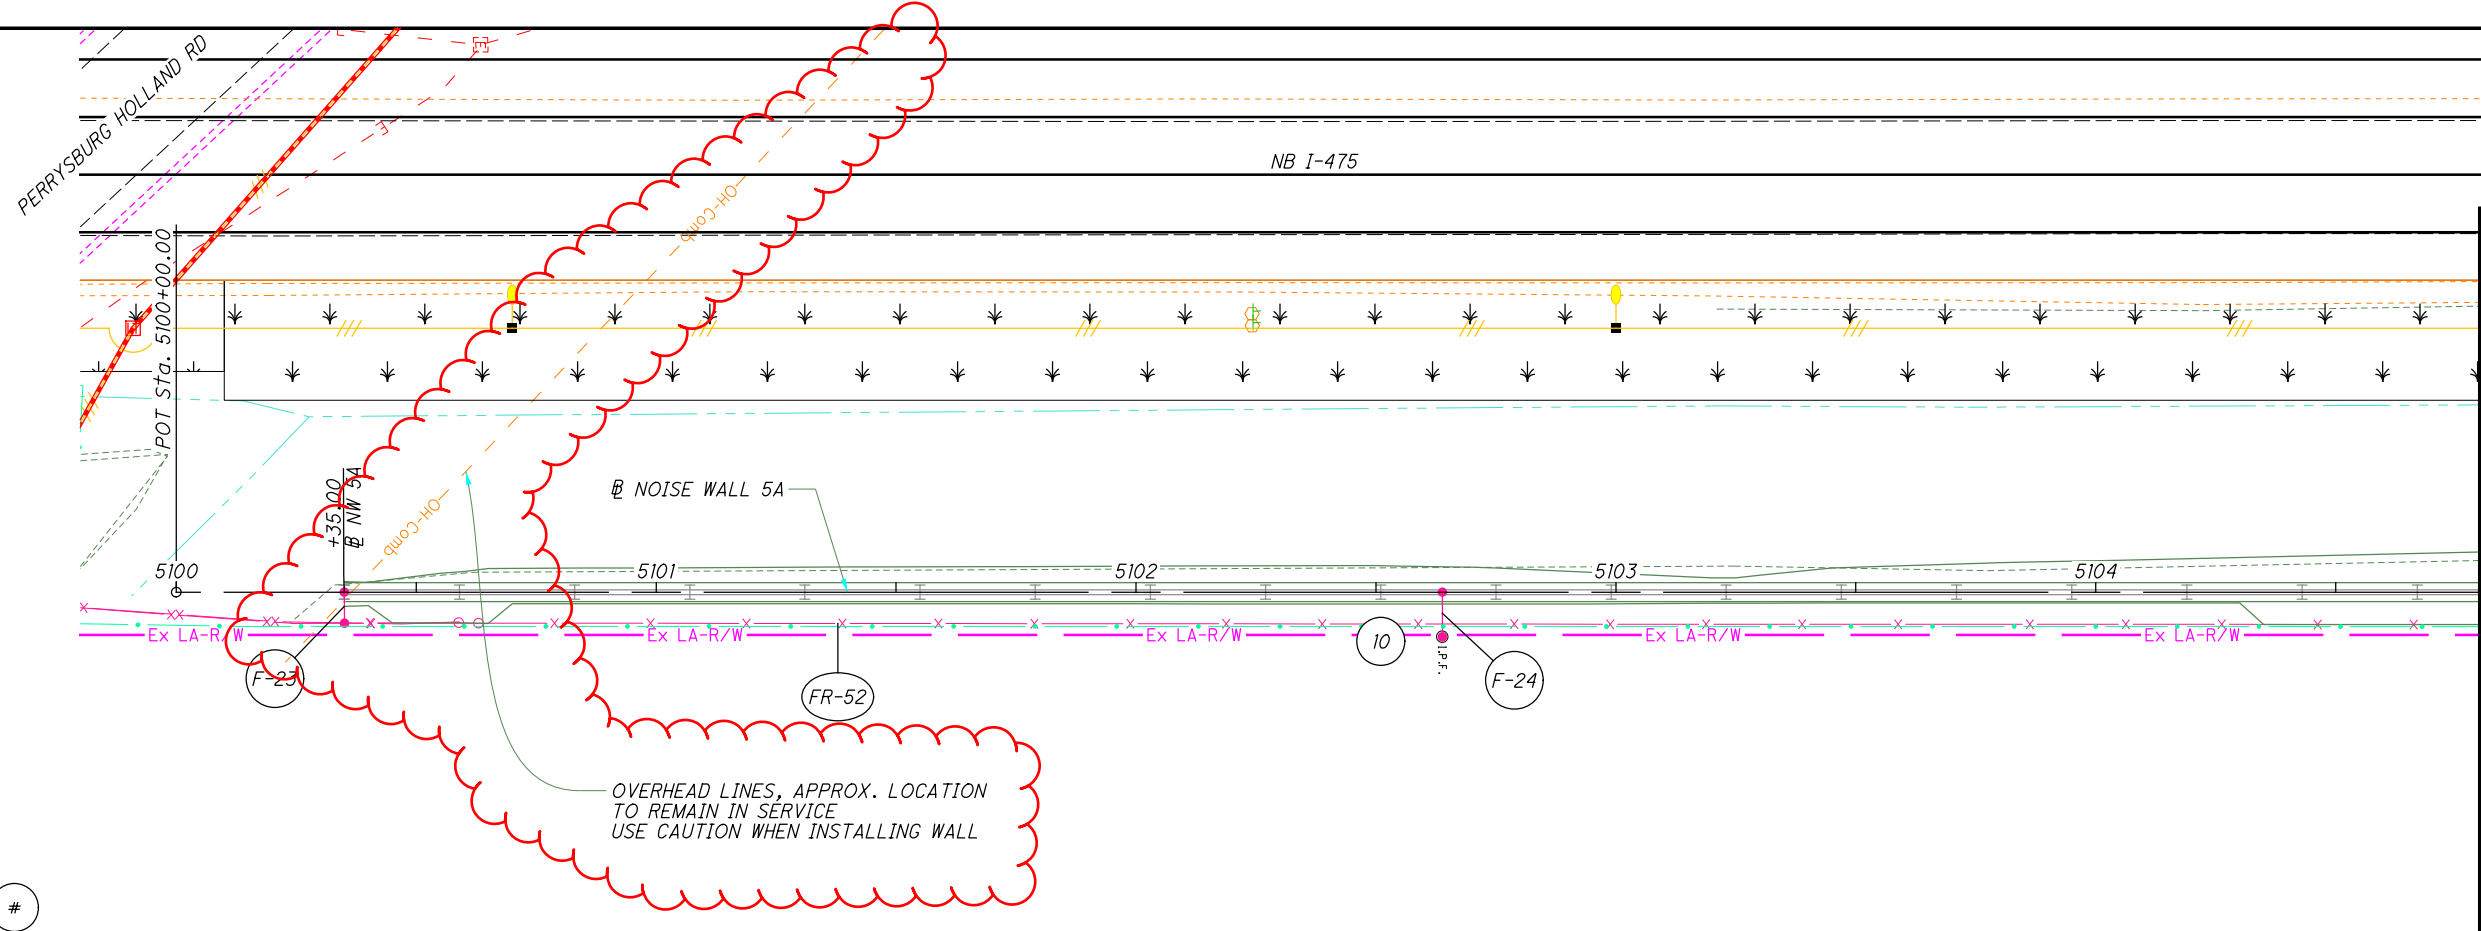 PERRYSBURG HOLLAND RD
E
E
NB I-475
OH-Comb
POT Sta. 5100+00.00
+35.00
BL NW 5A
OH-Comb
BL NOISE WALL 5A
5100
5101
5102
5103
5104
Ex LA-R/W
Ex LA-R/W
Ex LA-R/W
Ex LA-R/W
Ex LA-R/W
10
I.P.F.
F-23
FR-52
F-24
OVERHEAD LINES, APPROX. LOCATION
TO REMAIN IN SERVICE
USE CAUTION WHEN INSTALLING WALL
#